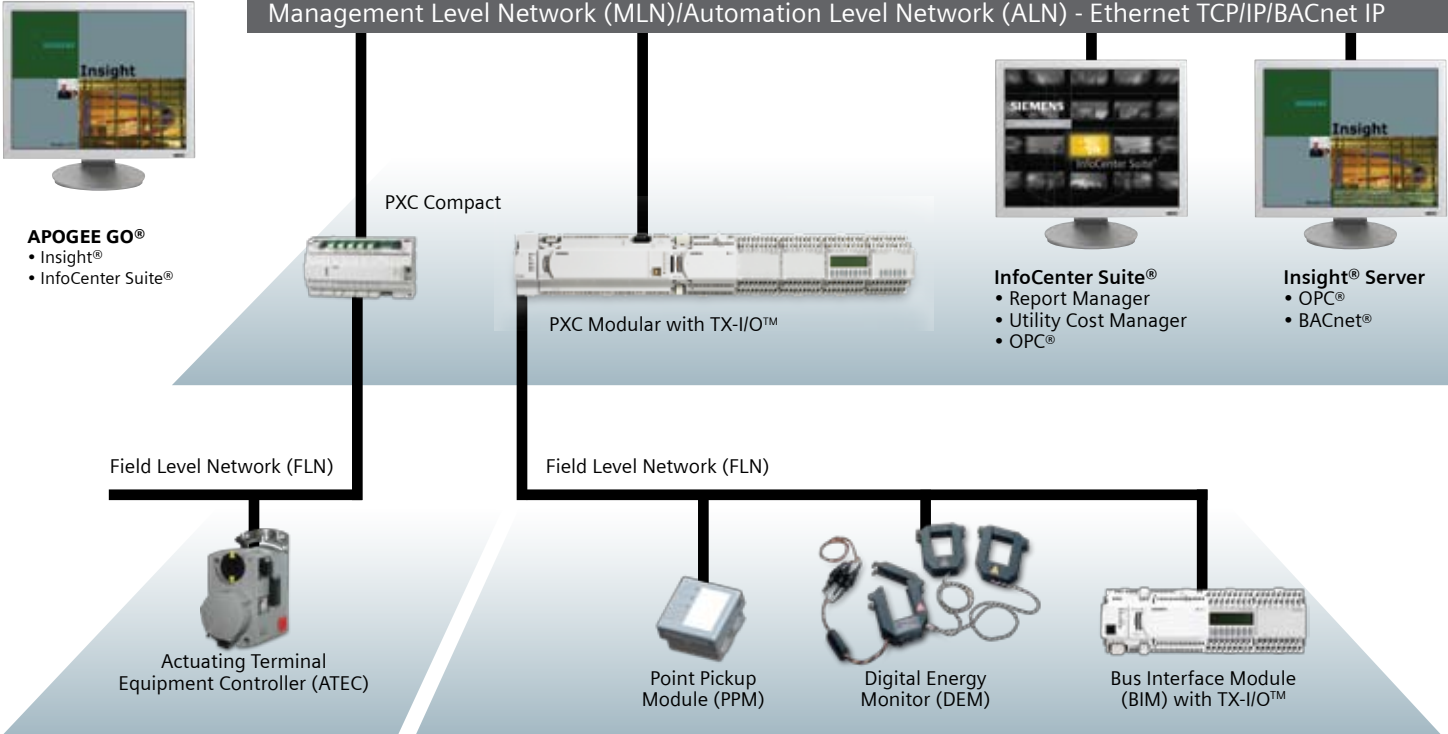 Management Level Network (MLN)/Automation Level Network (ALN) - Ethernet TCP/IP/BACnet IP
Insight
SIEMENS
InfoCenter Suite®
Insight
PXC Compact
APOGEE GO®
• Insight®
• InfoCenter Suite®
PXC Modular with TX-I/O™
InfoCenter Suite®
• Report Manager
• Utility Cost Manager
• OPC®
Insight® Server
• OPC®
• BACnet®
Field Level Network (FLN)
Field Level Network (FLN)
Actuating Terminal
Equipment Controller (ATEC)
Point Pickup
Module (PPM)
Digital Energy
Monitor (DEM)
Bus Interface Module
(BIM) with TX-I/O™